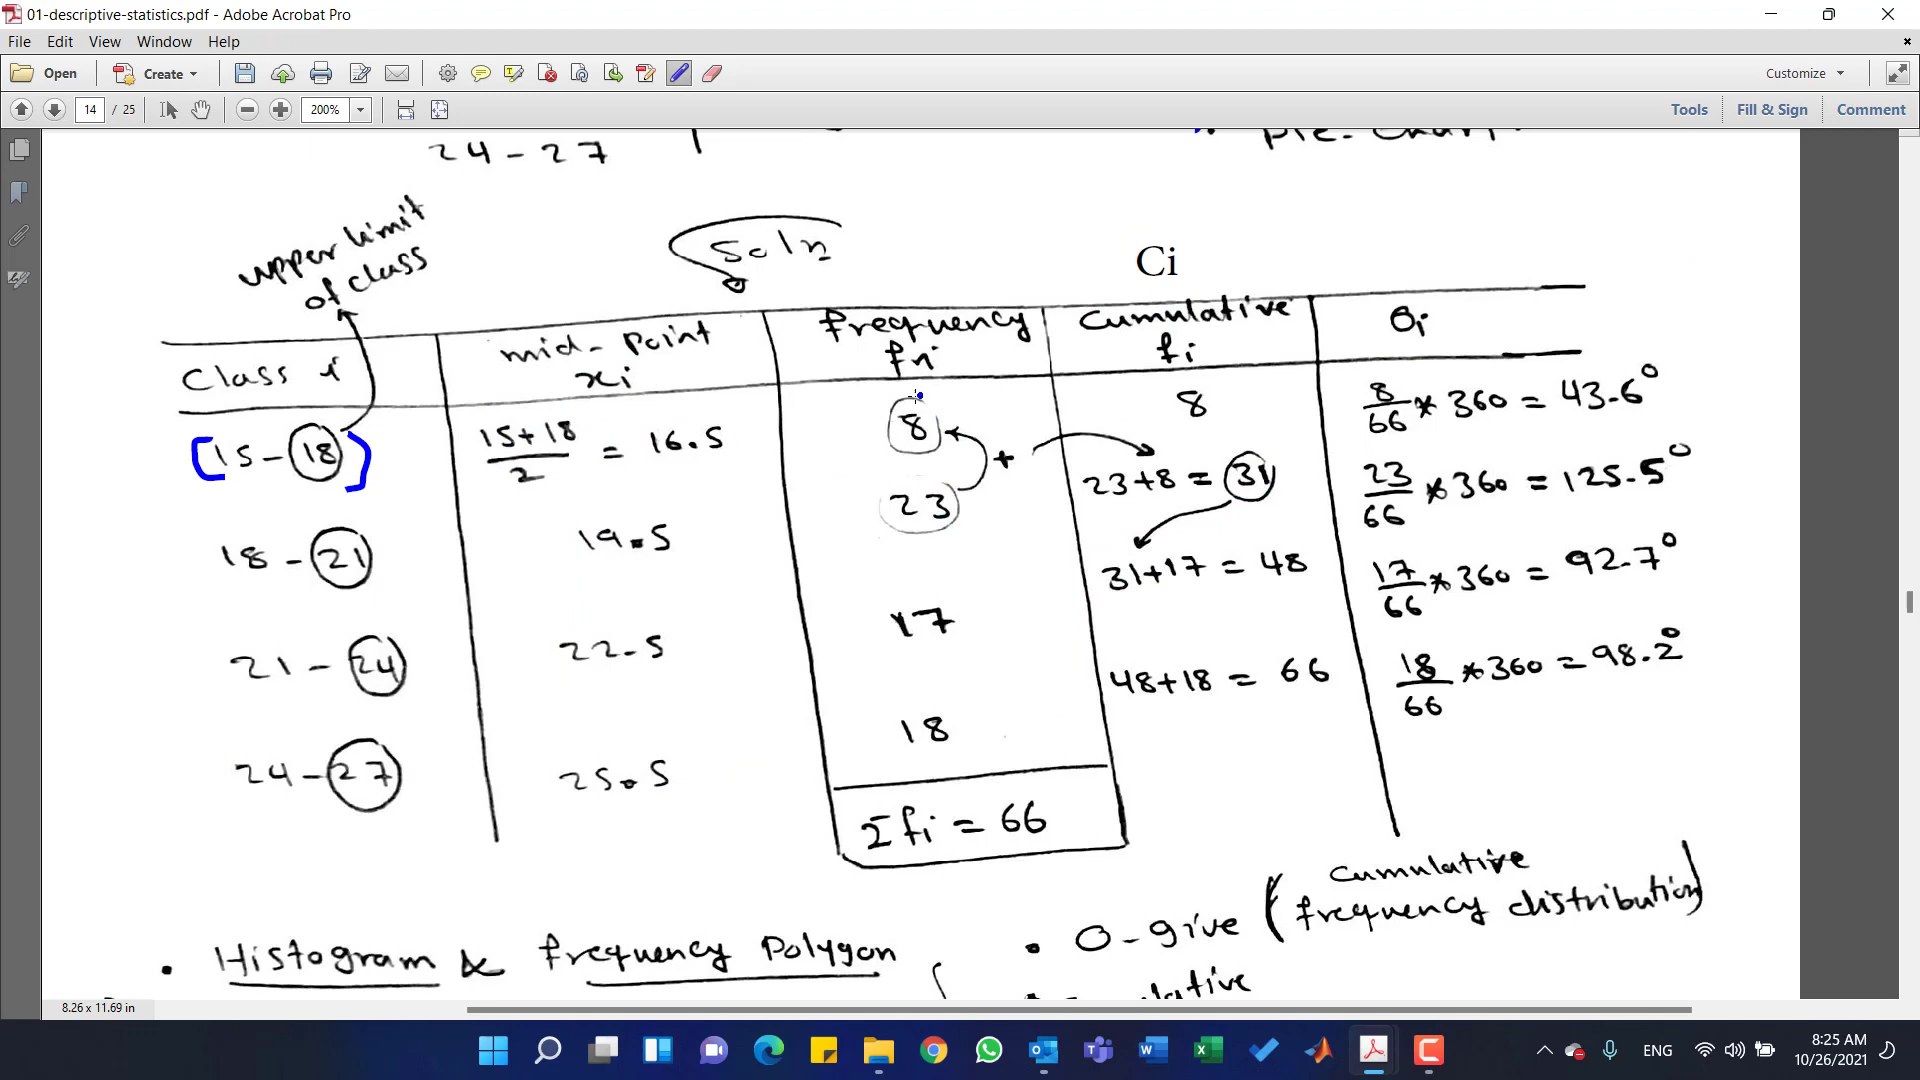 01-descriptive-statistics.pdf - Adobe Acrobat Pro
File Edit View Window Help
Open Create Customize
14 / 25 200% Tools Fill & Sign Comment
24 - 27
upper limit
of class
Soln
Ci
Class i mid-point xi frequency fi Cumulative fi θi
[15-18) 15+18/2 = 16.5 8 8 8/66 * 360 = 43.6°
+
18 - 21 19.5 23 23+8 = 31 23/66 * 360 = 125.5°
21 - 24 22.5 17 31+17 = 48 17/66 * 360 = 92.7°
24 - 27 25.5 18 48+18 = 66 18/66 * 360 = 98.2°
Σfi = 66
• Histogram & frequency Polygon
• O-give (Cumulative
frequency distribution)
8.26 x 11.69 in
ENG
8:25 AM
10/26/2021